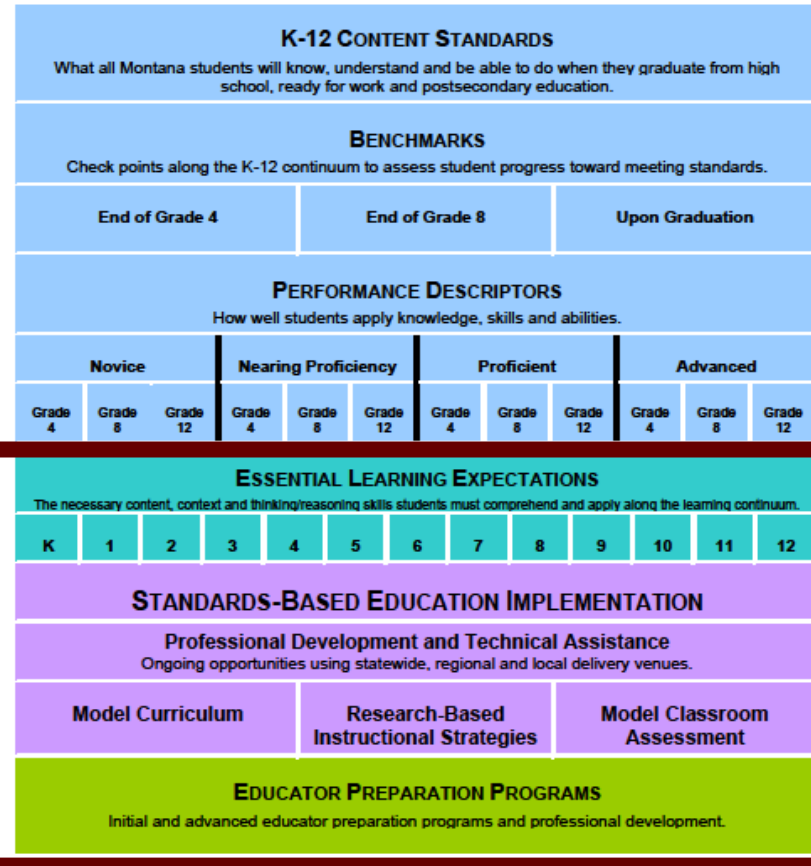 K-12 CONTENT STANDARDS
What all Montana students will know, understand and be able to do when they graduate from high
school, ready for work and postsecondary education.
BENCHMARKS
Check points along the K-12 continuum to assess student progress toward meeting standards.
End of Grade 4 End of Grade 8 Upon Graduation
PERFORMANCE DESCRIPTORS
How well students apply knowledge, skills and abilities.
Novice Nearing Proficiency Proficient Advanced
Grade Grade Grade Grade Grade Grade Grade Grade Grade Grade Grade Grade
4 8 12 4 8 12 4 8 12 4 8 12
ESSENTIAL LEARNING EXPECTATIONS
The necessary content, context and thinking/reasoning skills students must comprehend and apply along the learning continuum.
K 1 2 3 4 5 6 7 8 9 10 11 12
STANDARDS-BASED EDUCATION IMPLEMENTATION
Professional Development and Technical Assistance
Ongoing opportunities using statewide, regional and local delivery venues.
Model Curriculum Research-Based Model Classroom
Instructional Strategies Assessment
EDUCATOR PREPARATION PROGRAMS
Initial and advanced educator preparation programs and professional development.